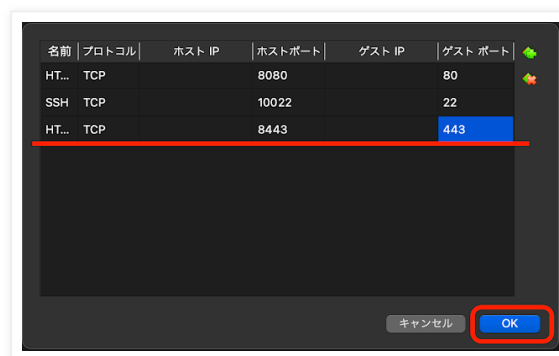 名前 プロトコル ホスト IP ホストポート ゲスト IP ゲスト ポート
HT... TCP 8080 80
SSH TCP 10022 22
HT... TCP 8443 443
キャンセル OK